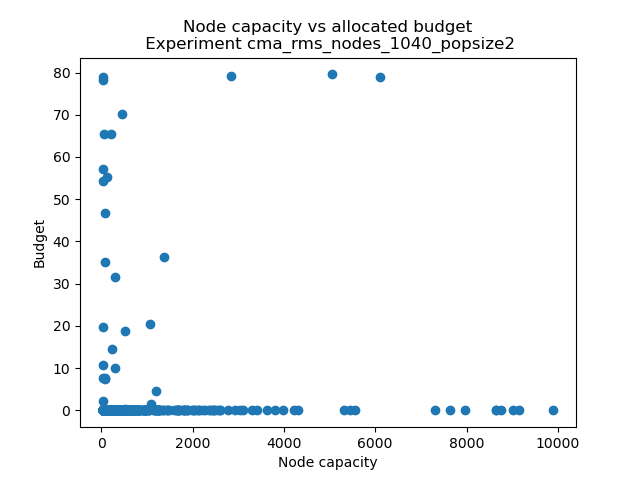 Node capacity vs allocated budget
Experiment cma_rms_nodes_1040_popsize2
80
70
60
50
40
30
20
10
0
Budget
0 2000 4000 6000 8000 10000
Node capacity